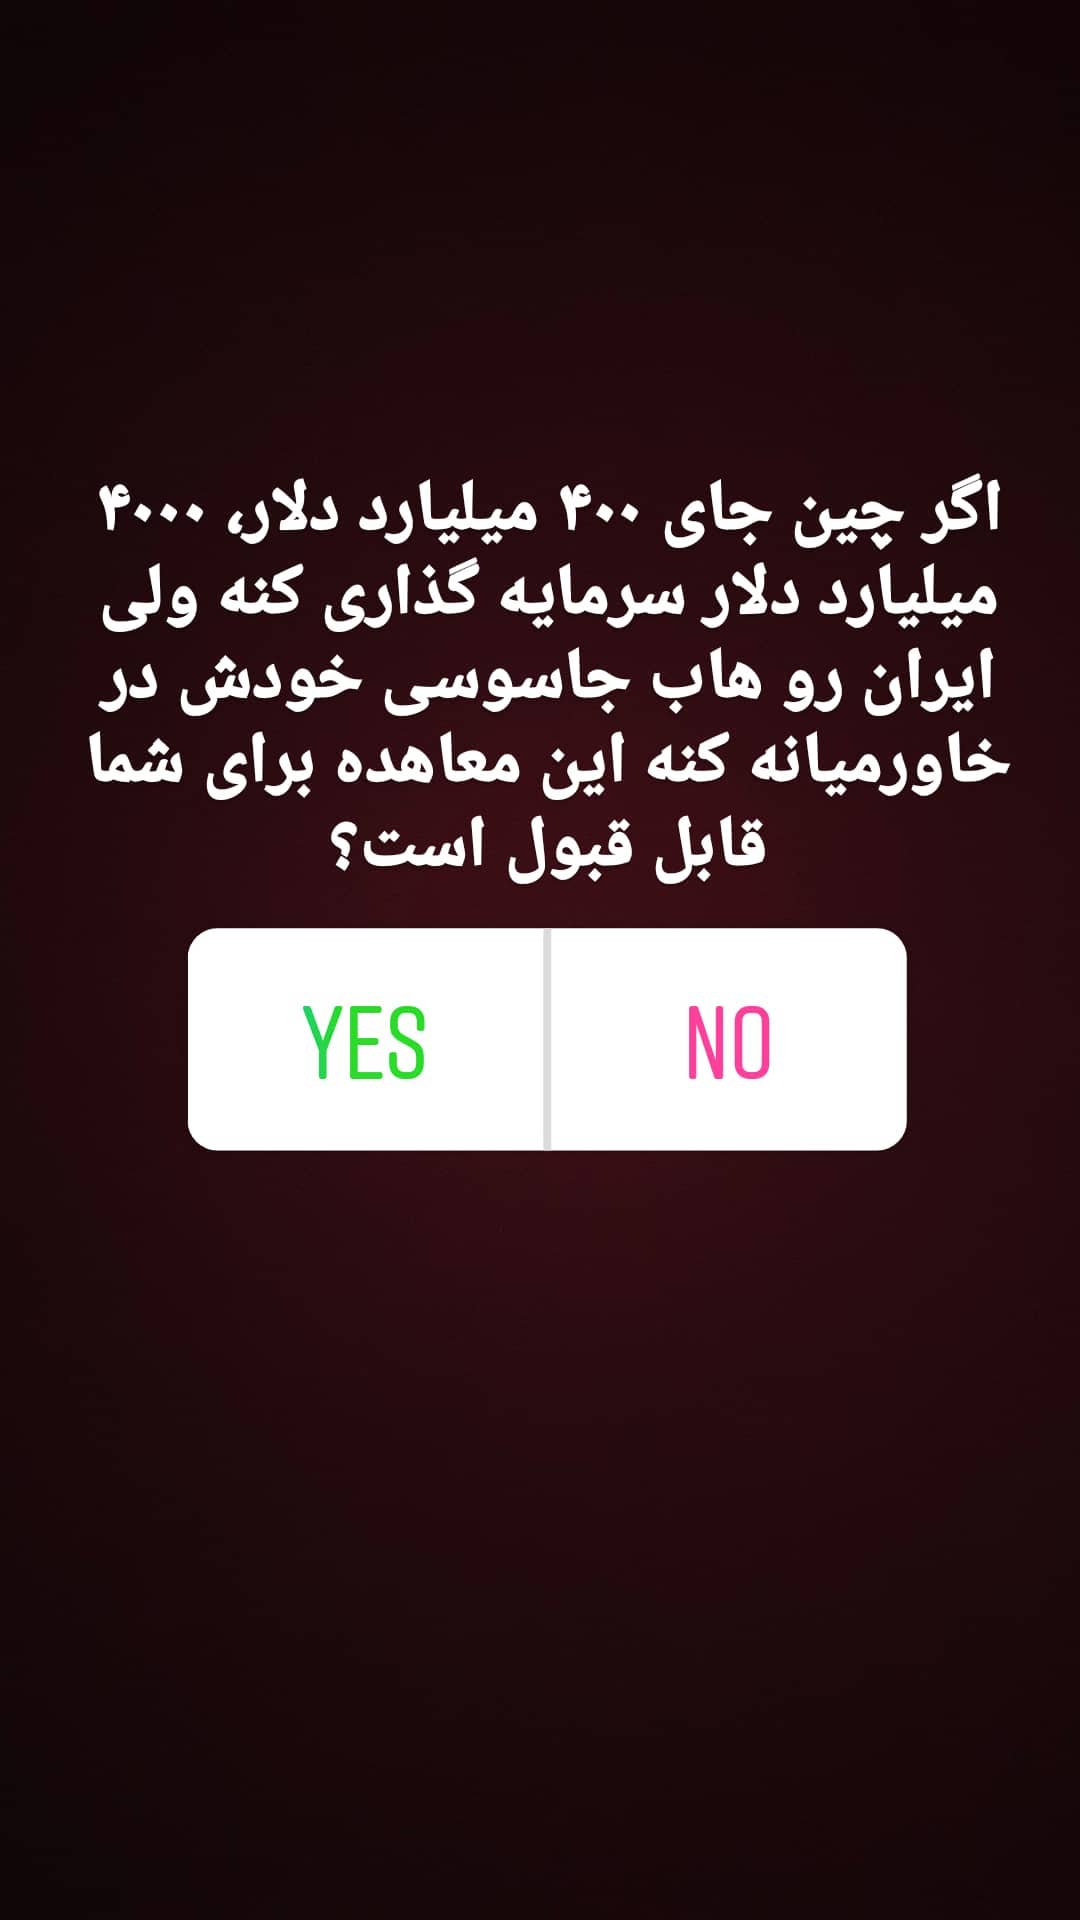 اگر چین جای ۴۰۰ میلیارد دلار، ۴۰۰۰
میلیارد دلار سرمایه گذاری کنه ولی
ایران رو هاب جاسوسی خودش در
خاورمیانه کنه این معاهده برای شما
قابل قبول است؟
YES NO